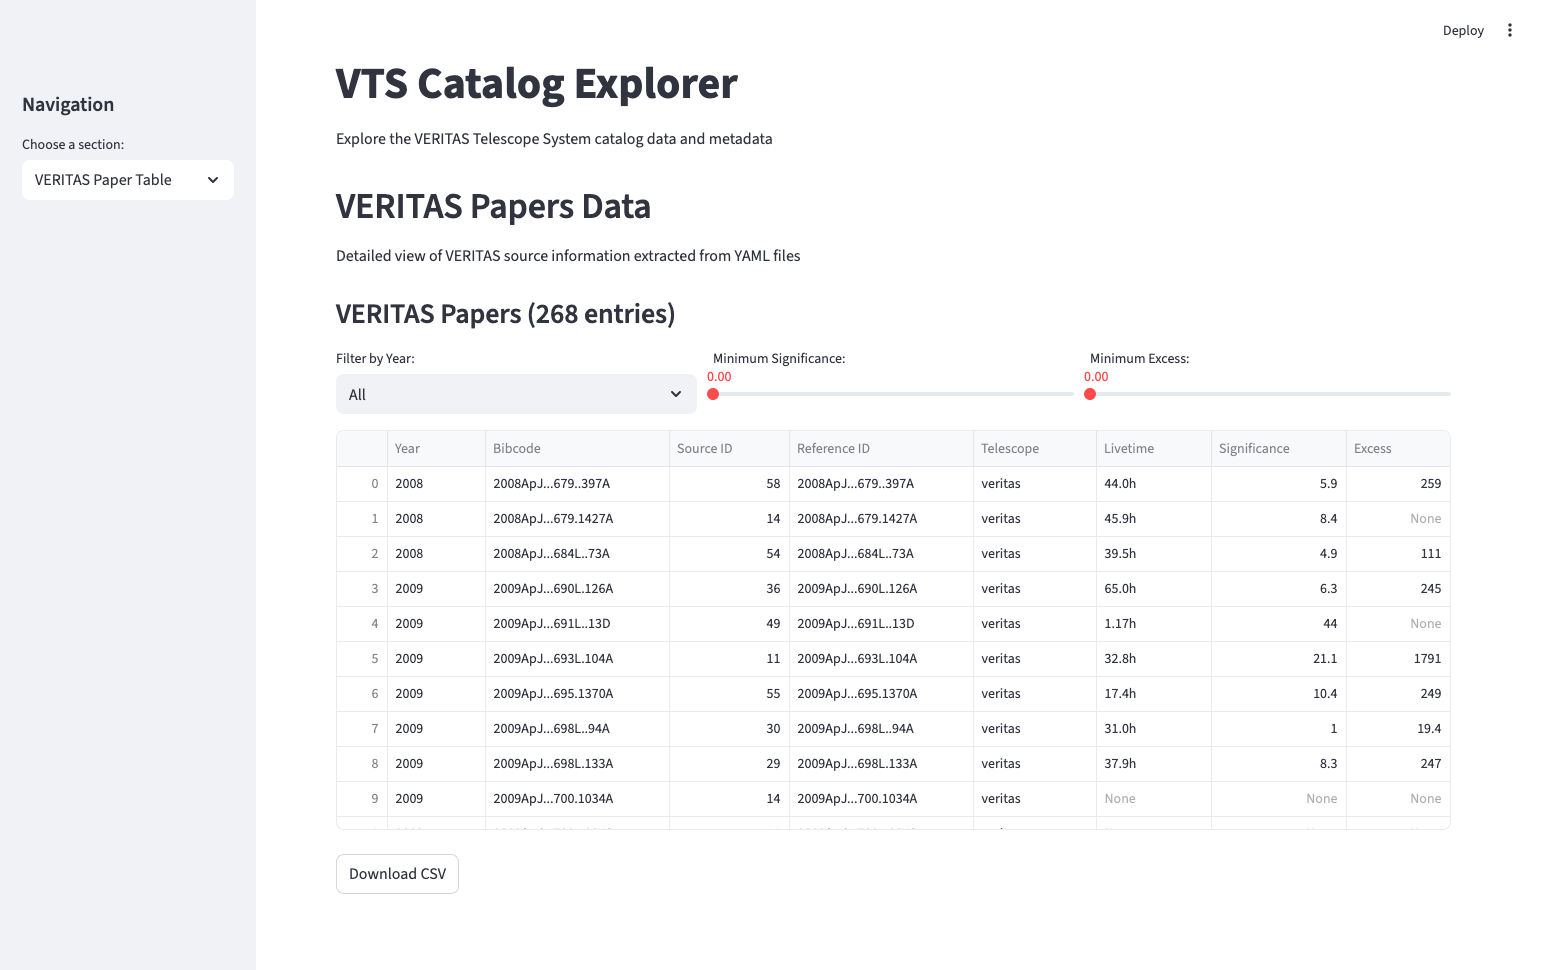 Deploy
Navigation
Choose a section:
VERITAS Paper Table
VTS Catalog Explorer
Explore the VERITAS Telescope System catalog data and metadata
VERITAS Papers Data
Detailed view of VERITAS source information extracted from YAML files
VERITAS Papers (268 entries)
Filter by Year: Minimum Significance: Minimum Excess:
0.00 0.00
All
Year Bibcode Source ID Reference ID Telescope Livetime Significance Excess
0 2008 2008ApJ...679..397A 58 2008ApJ...679..397A veritas 44.0h 5.9 259
1 2008 2008ApJ...679.1427A 14 2008ApJ...679.1427A veritas 45.9h 8.4 None
2 2008 2008ApJ...684L..73A 54 2008ApJ...684L..73A veritas 39.5h 4.9 111
3 2009 2009ApJ...690L.126A 36 2009ApJ...690L.126A veritas 65.0h 6.3 245
4 2009 2009ApJ...691L..13D 49 2009ApJ...691L..13D veritas 1.17h 44 None
5 2009 2009ApJ...693L.104A 11 2009ApJ...693L.104A veritas 32.8h 21.1 1791
6 2009 2009ApJ...695.1370A 55 2009ApJ...695.1370A veritas 17.4h 10.4 249
7 2009 2009ApJ...698L..94A 30 2009ApJ...698L..94A veritas 31.0h 1 19.4
8 2009 2009ApJ...698L.133A 29 2009ApJ...698L.133A veritas 37.9h 8.3 247
9 2009 2009ApJ...700.1034A 14 2009ApJ...700.1034A veritas None None None
Download CSV